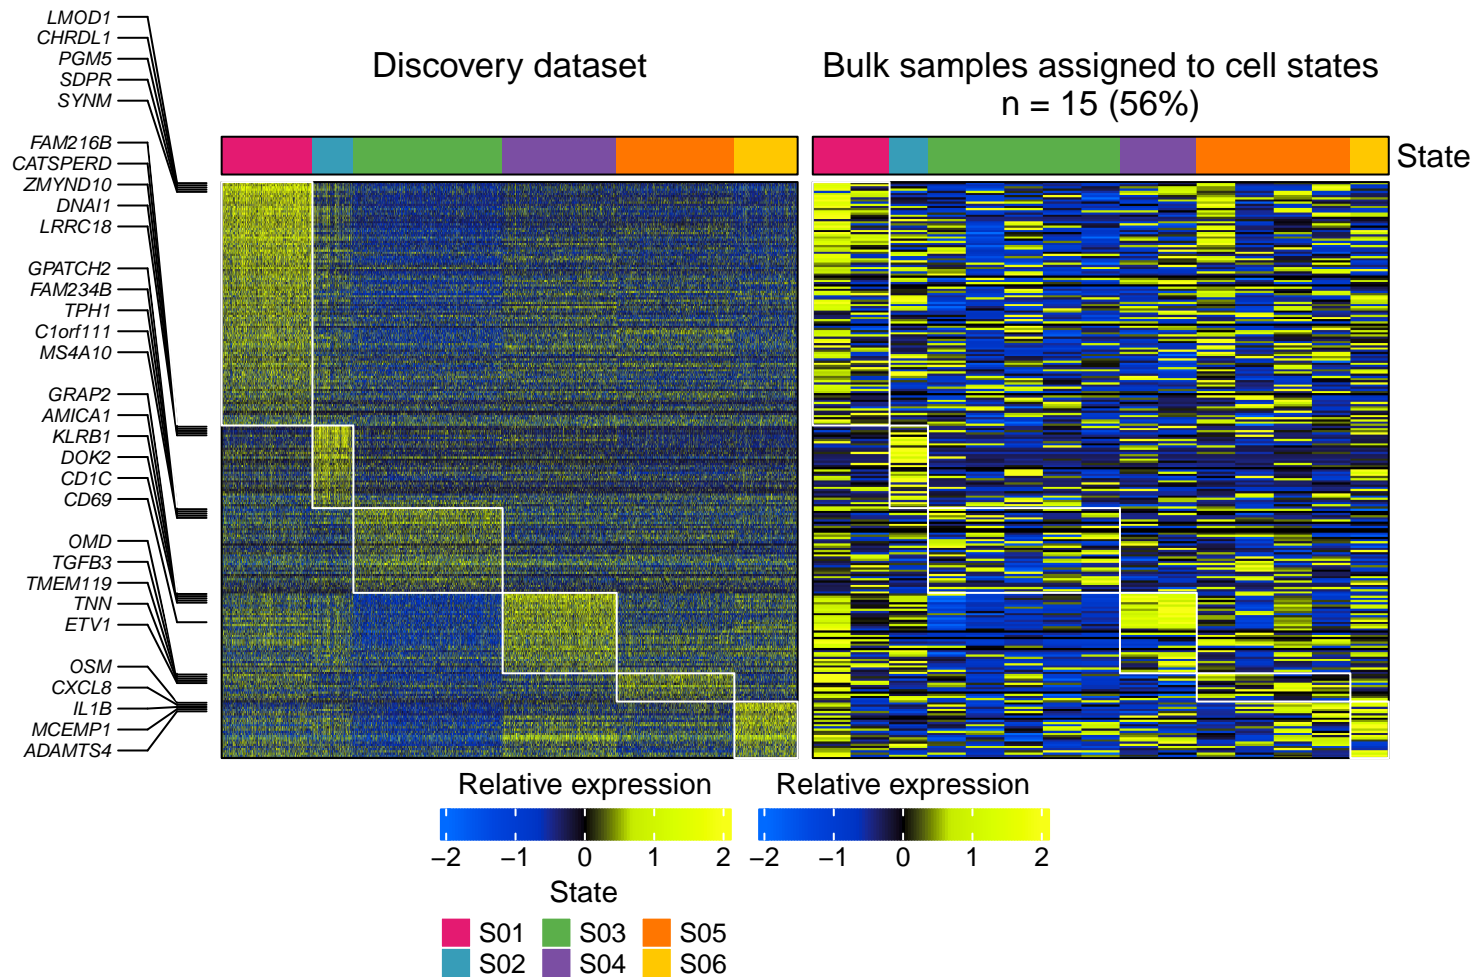 LMOD1
CHRDL1
PGM5
SDPR
SYNM
FAM216B
CATSPERD
ZMYND10
DNAI1
LRRC18
GPATCH2
FAM234B
TPH1
C1orf111
MS4A10
GRAP2
AMICA1
KLRB1
DOK2
CD1C
CD69
OMD
TGFB3
TMEM119
TNN
ETV1
OSM
CXCL8
IL1B
MCEMP1
ADAMTS4
Discovery dataset
Bulk samples assigned to cell states
n = 15 (56%)
State
Relative expression
−2 −1 0 1 2
Relative expression
−2 −1 0 1 2
State
S01 S03 S05
S02 S04 S06